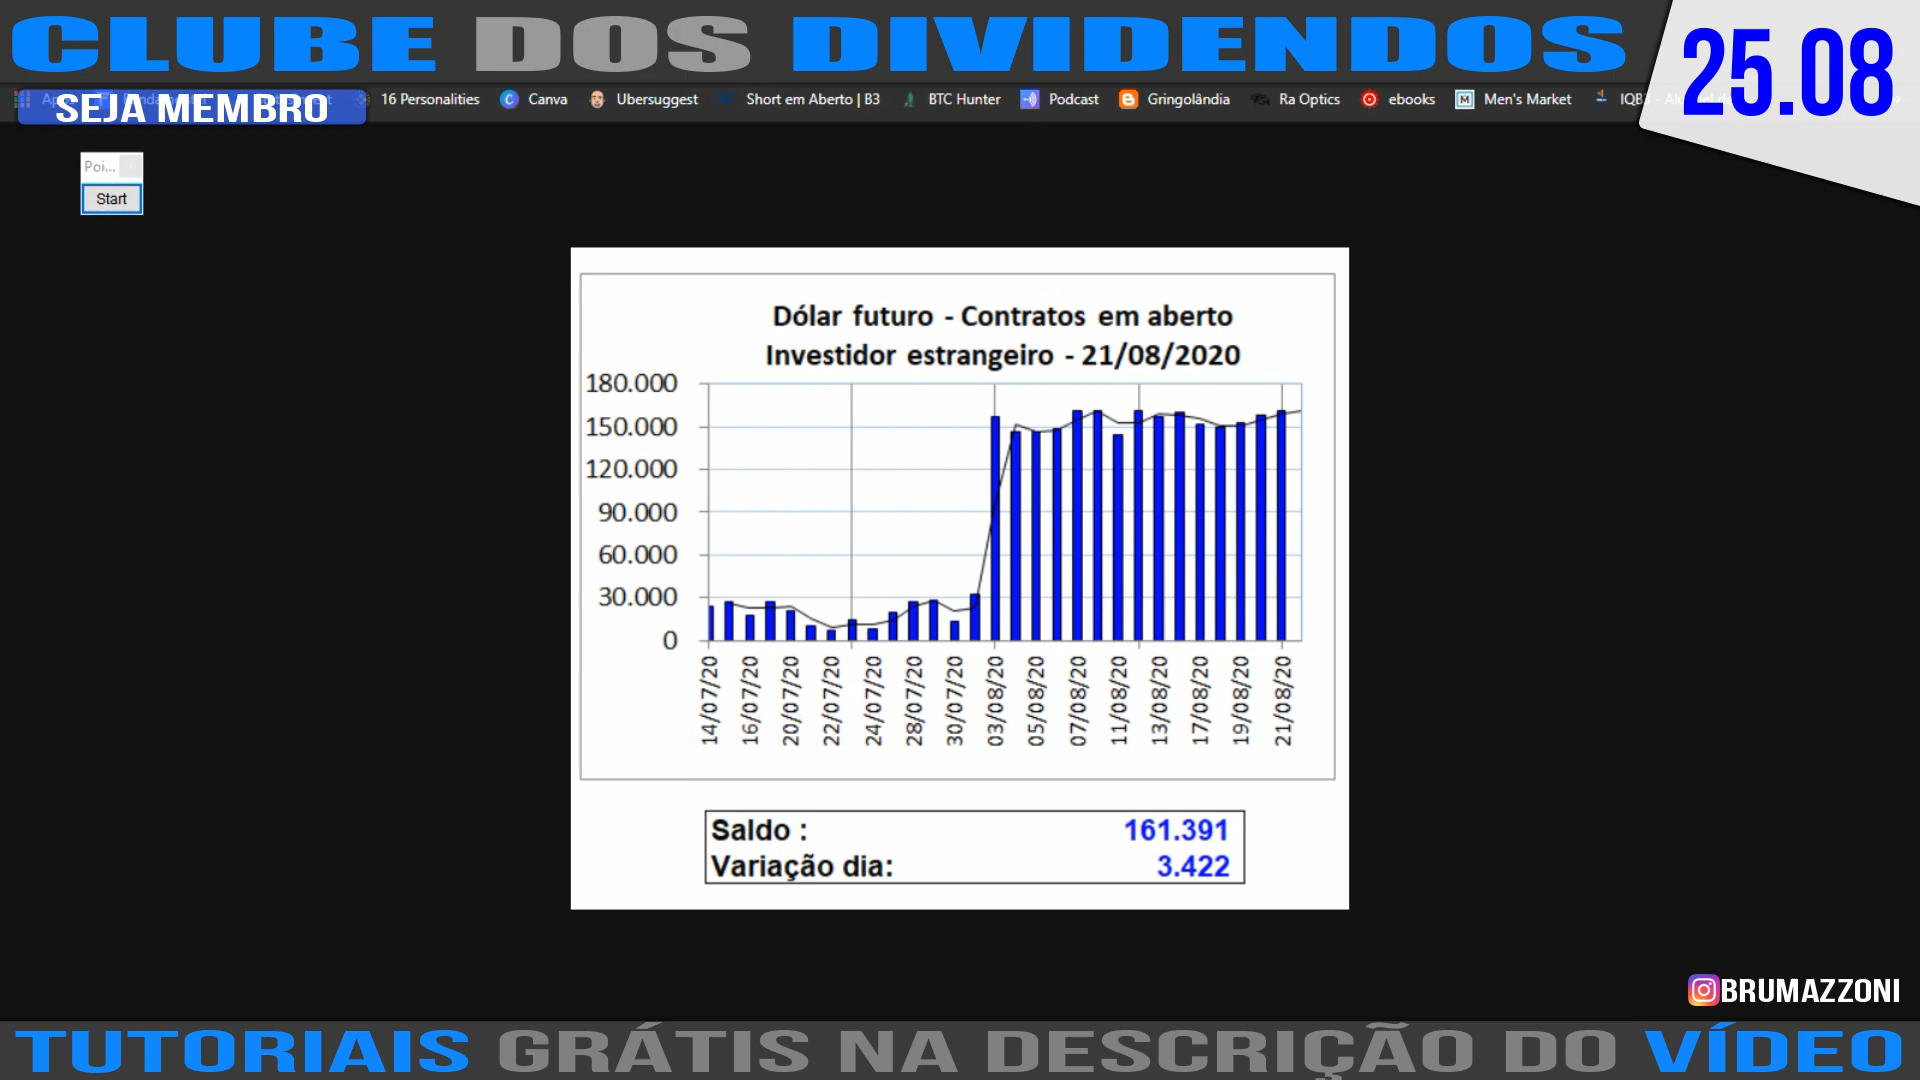 CLUBE DOS DIVIDENDOS
25.08
SEJA MEMBRO
16 Personalities
Canva
Ubersuggest
Short em Aberto | B3
BTC Hunter
Podcast
Gringolândia
Ra Optics
ebooks
Men's Market
Poi...
Start
Dólar futuro - Contratos em aberto
Investidor estrangeiro - 21/08/2020
180.000
150.000
120.000
90.000
60.000
30.000
0
14/07/20
16/07/20
20/07/20
22/07/20
24/07/20
28/07/20
30/07/20
03/08/20
05/08/20
07/08/20
11/08/20
13/08/20
17/08/20
19/08/20
21/08/20
Saldo : 161.391
Variação dia: 3.422
BRUMAZZONI
TUTORIAIS GRÁTIS NA DESCRIÇÃO DO VÍDEO